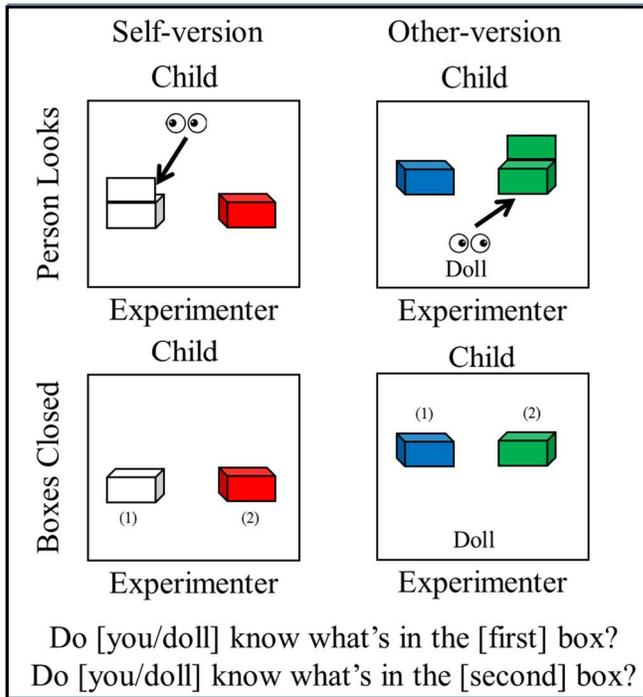 Self-version Other-version
Child Child
Person Looks
Doll
Experimenter Experimenter
Child Child
Boxes Closed
(1) (2)
(1) (2)
Doll
Experimenter Experimenter
Do [you/doll] know what's in the [first] box?
Do [you/doll] know what's in the [second] box?